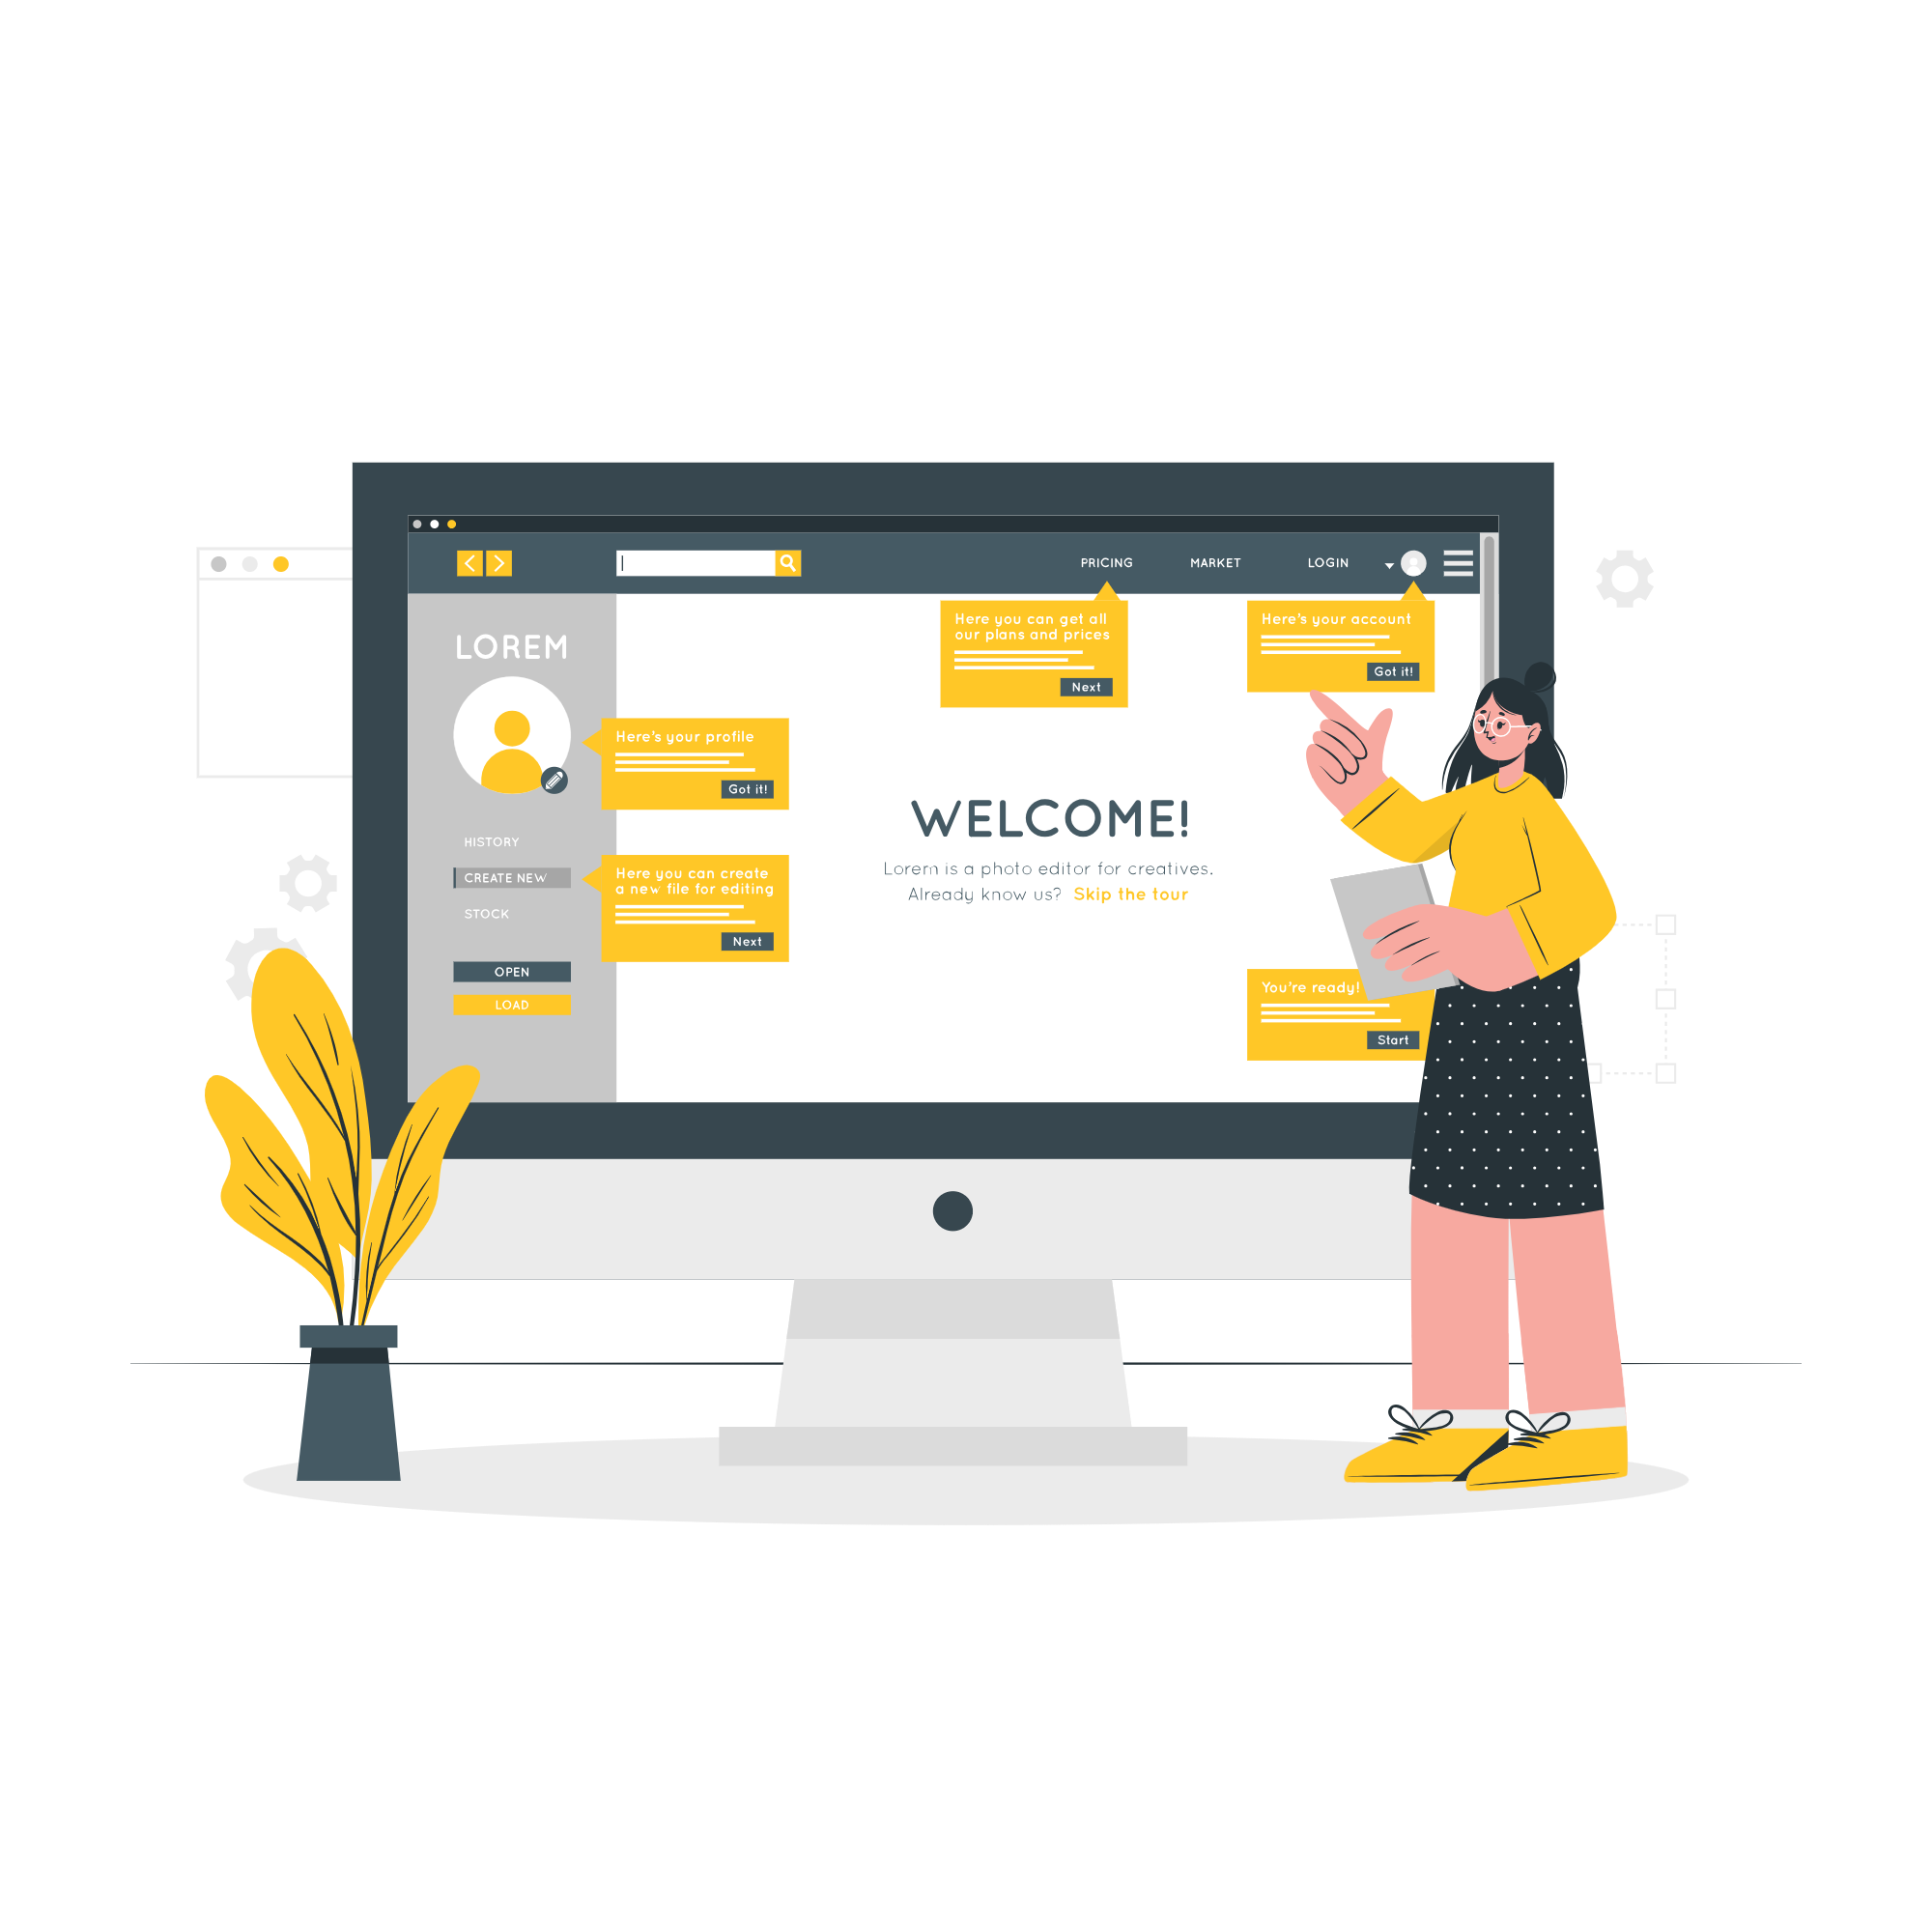 PRICING
MARKET
LOGIN
LOREM
Here you can get all
our plans and prices
Next
Here's your account
Got it!
Here's your profile
Got it!
WELCOME!
Lorem is a photo editor for creatives.
Already know us? Skip the tour
HISTORY
CREATE NEW
STOCK
Here you can create
a new file for editing
Next
OPEN
LOAD
You're ready!
Start